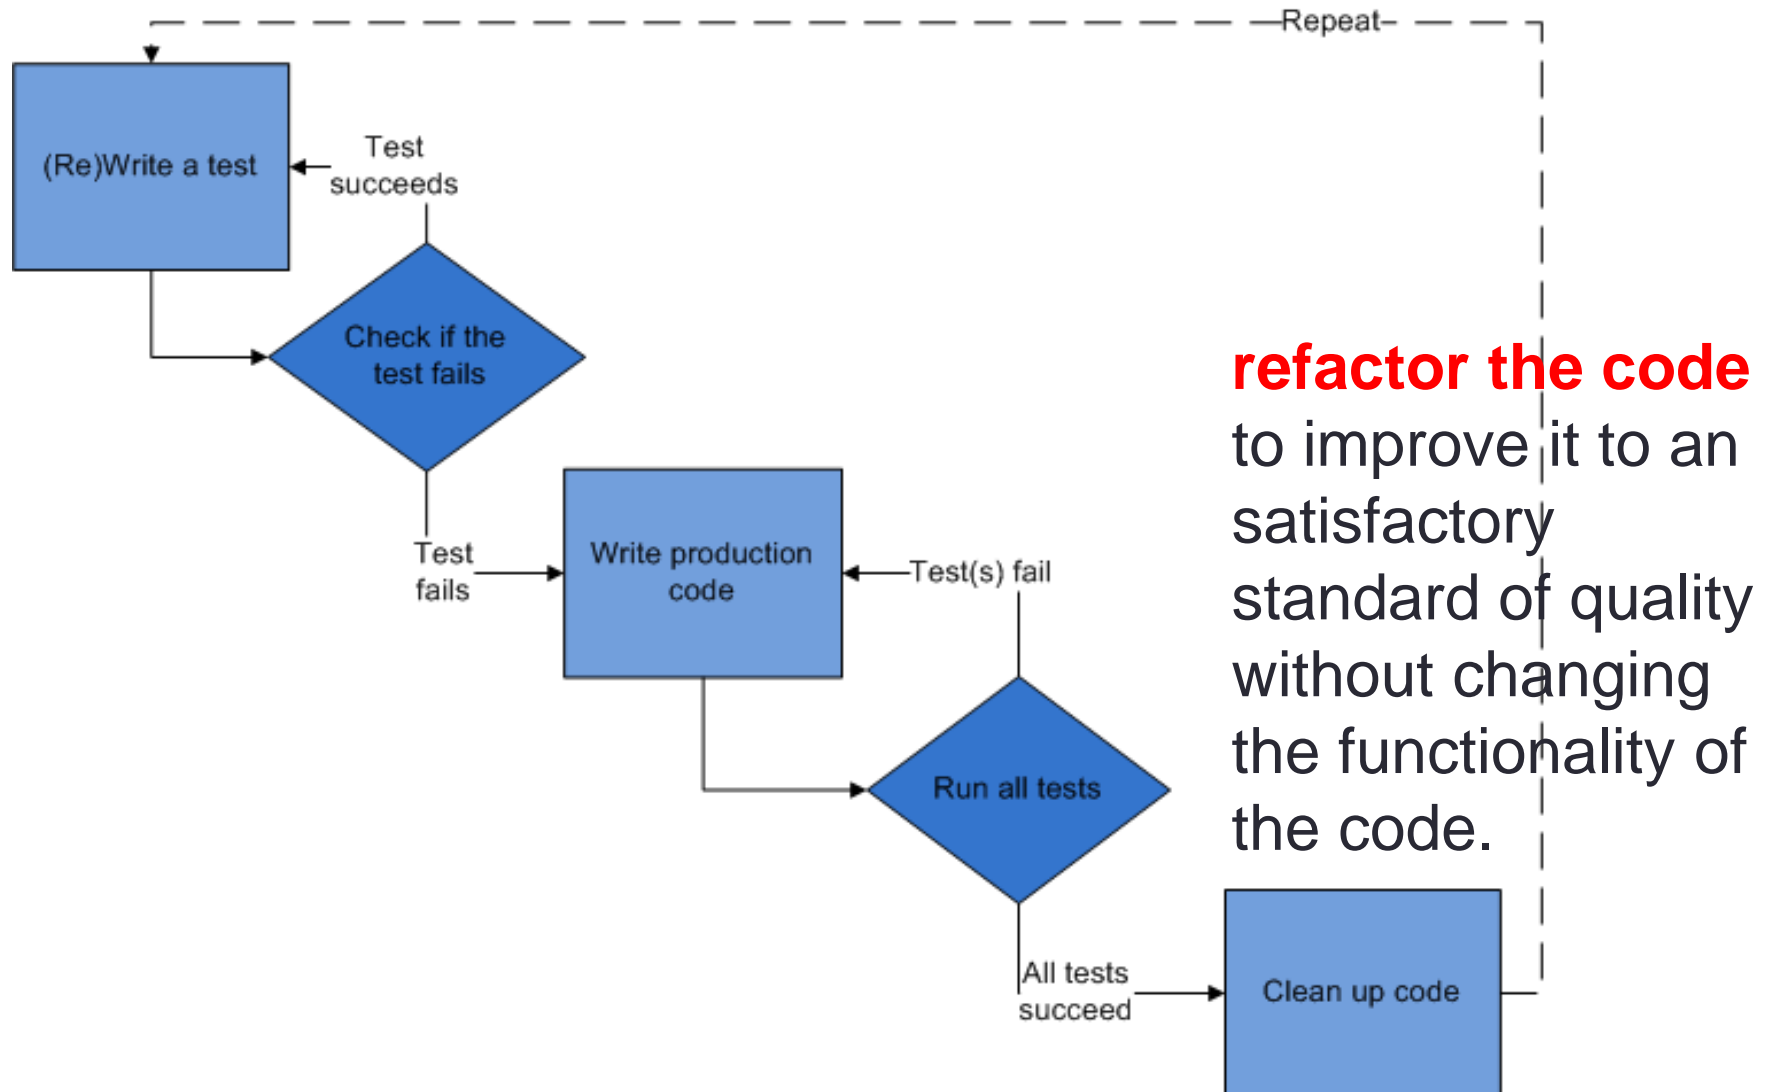 Repeat
(Re)Write a test
Test
succeeds
Check if the
test fails
Test
fails
Write production
code
Test(s) fail
Run all tests
All tests
succeed
Clean up code
refactor the code
to improve it to an
satisfactory
standard of quality
without changing
the functionality of
the code.